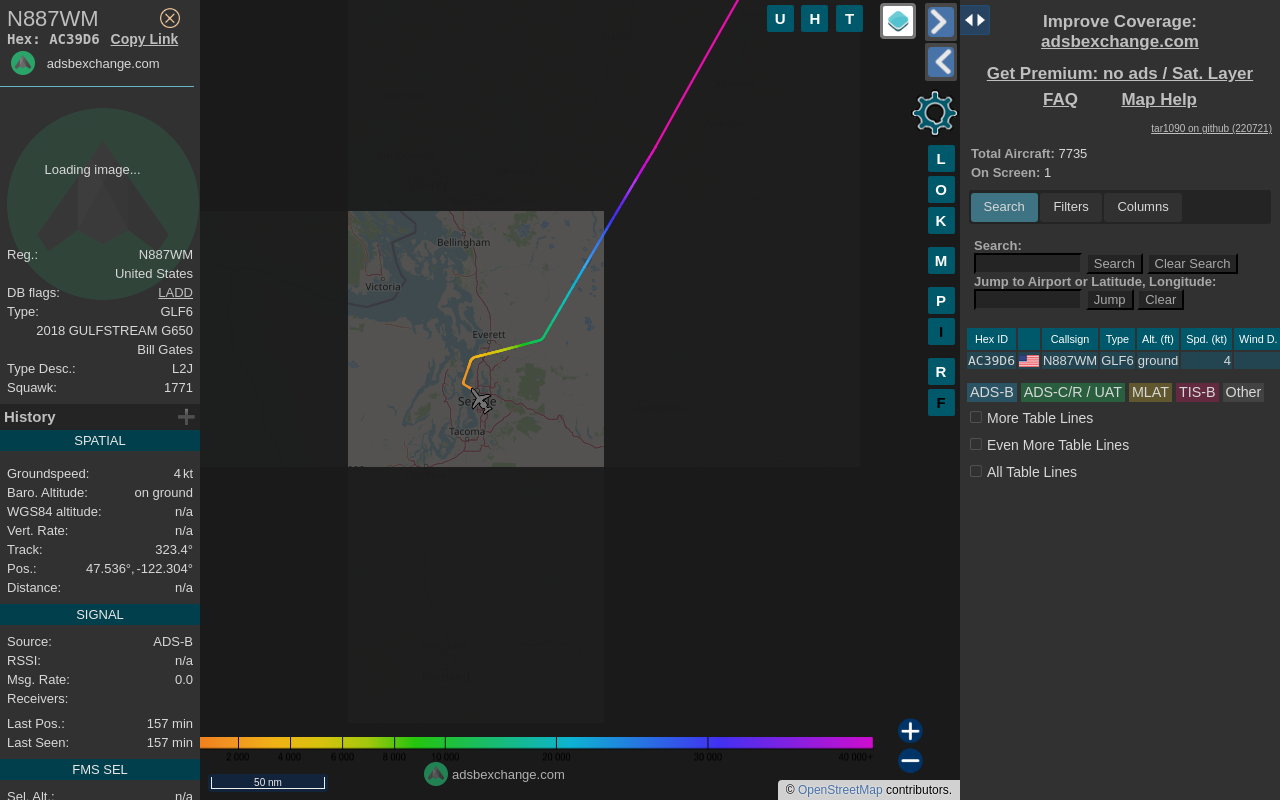 N887WM
Hex: AC39D6 Copy Link
adsbexchange.com
Loading image...
Reg.: N887WM
United States
DB flags: LADD
Type: GLF6
2018 GULFSTREAM G650
Bill Gates
Type Desc.: L2J
Squawk: 1771
History
SPATIAL
Groundspeed: 4 kt
Baro. Altitude: on ground
WGS84 altitude: n/a
Vert. Rate: n/a
Track: 323.4°
Pos.: 47.536°, -122.304°
Distance: n/a
SIGNAL
Source: ADS-B
RSSI: n/a
Msg. Rate: 0.0
Receivers:
Last Pos.: 157 min
Last Seen: 157 min
FMS SEL
Sel. Alt.: n/a
U H T
L
O
K
M
P
I
R
F
Bellingham
Victoria
Everett
Seattle
Tacoma
2 000 4 000 6 000 8 000 10 000 20 000 30 000 40 000+
adsbexchange.com
50 nm
© OpenStreetMap contributors.
Improve Coverage:
adsbexchange.com
Get Premium: no ads / Sat. Layer
FAQ Map Help
tar1090 on github (220721)
Total Aircraft: 7735
On Screen: 1
Search Filters Columns
Search:
Search Clear Search
Jump to Airport or Latitude, Longitude:
Jump Clear
Hex ID Callsign Type Alt. (ft) Spd. (kt) Wind D.
AC39D6 N887WM GLF6 ground 4
ADS-B ADS-C/R / UAT MLAT TIS-B Other
More Table Lines
Even More Table Lines
All Table Lines